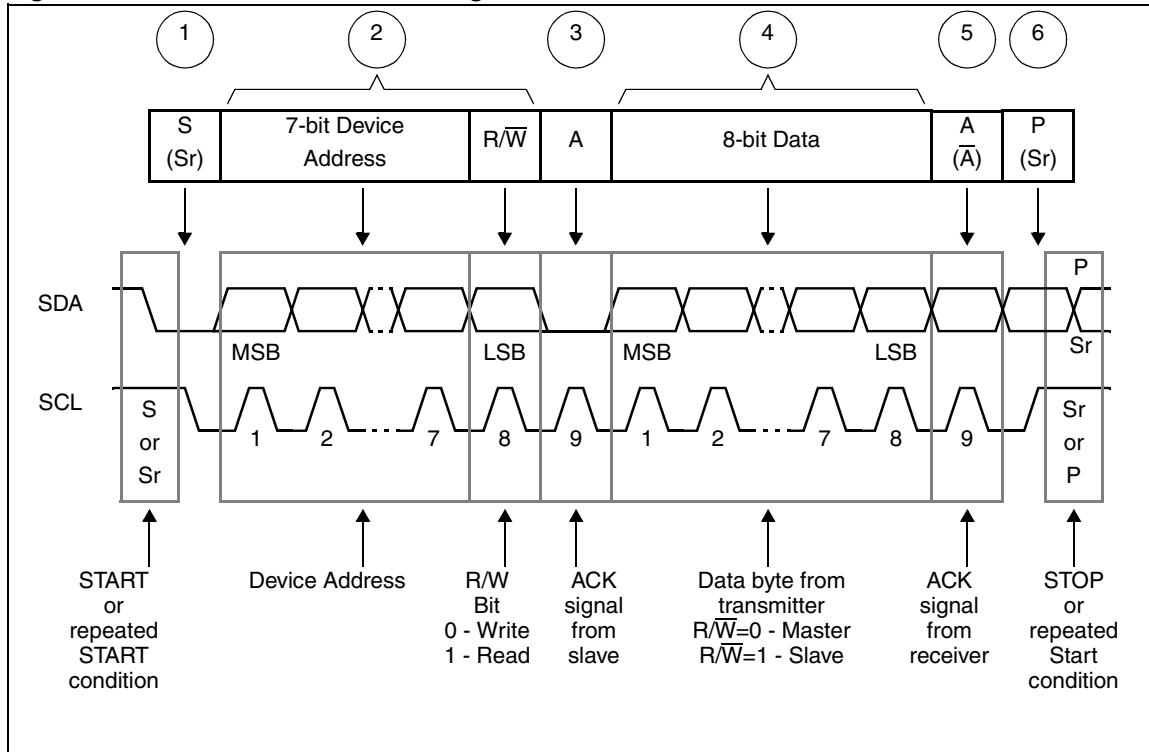 1 2 3 4 5 6
S
(Sr)
7-bit Device
Address
R/W̅
A
8-bit Data
A
(A̅)
P
(Sr)
SDA
MSB
LSB
MSB
LSB
P
Sr
SCL
S
or
Sr
1 2 7 8 9 1 2 7 8 9
Sr
or
P
START
or
repeated
START
condition
Device Address
R/W
Bit
0 - Write
1 - Read
ACK
signal
from
slave
Data byte from
transmitter
R/W̅=0 - Master
R/W̅=1 - Slave
ACK
signal
from
receiver
STOP
or
repeated
Start
condition